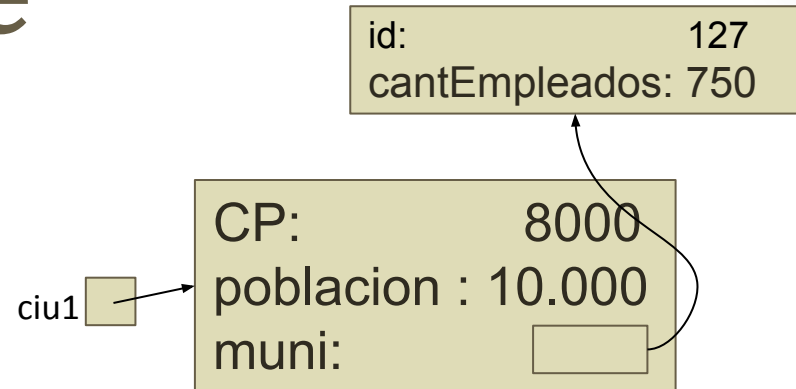 id: 127
cantEmpleados: 750
CP: 8000
poblacion : 10.000
muni:
ciu1